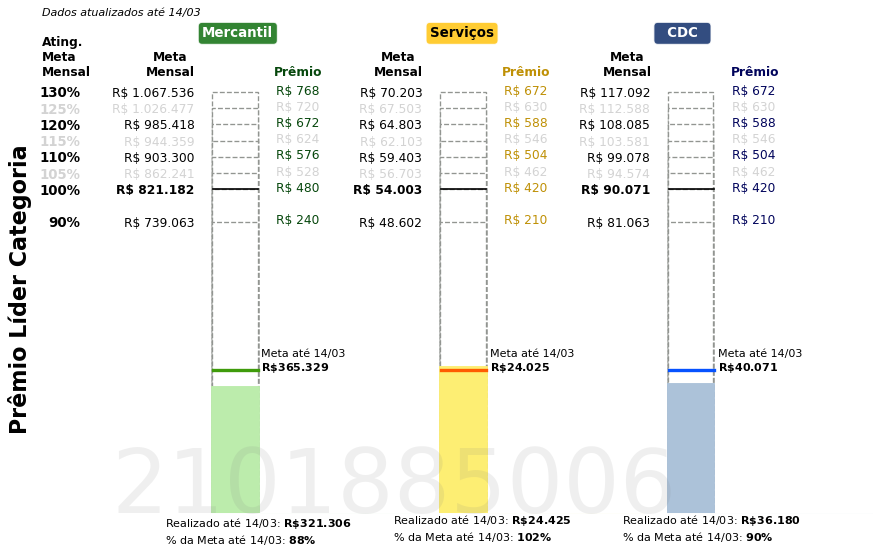 Dados atualizados até 14/03
Mercantil Serviços CDC
Ating.
Meta
Mensal
Meta
Mensal Prêmio Meta
Mensal Prêmio Meta
Mensal Prêmio
130% R$ 1.067.536 R$ 768 R$ 70.203 R$ 672 R$ 117.092 R$ 672
125% R$ 1.026.477 R$ 720 R$ 67.503 R$ 630 R$ 112.588 R$ 630
120% R$ 985.418 R$ 672 R$ 64.803 R$ 588 R$ 108.085 R$ 588
115% R$ 944.359 R$ 624 R$ 62.103 R$ 546 R$ 103.581 R$ 546
110% R$ 903.300 R$ 576 R$ 59.403 R$ 504 R$ 99.078 R$ 504
105% R$ 862.241 R$ 528 R$ 56.703 R$ 462 R$ 94.574 R$ 462
100% R$ 821.182 R$ 480 R$ 54.003 R$ 420 R$ 90.071 R$ 420
90% R$ 739.063 R$ 240 R$ 48.602 R$ 210 R$ 81.063 R$ 210
Prêmio Líder Categoria
Meta até 14/03 Meta até 14/03 Meta até 14/03
R$365.329 R$24.025 R$40.071
2101885006
Realizado até 14/03: R$321.306 Realizado até 14/03: R$24.425 Realizado até 14/03: R$36.180
% da Meta até 14/03: 88% % da Meta até 14/03: 102% % da Meta até 14/03: 90%